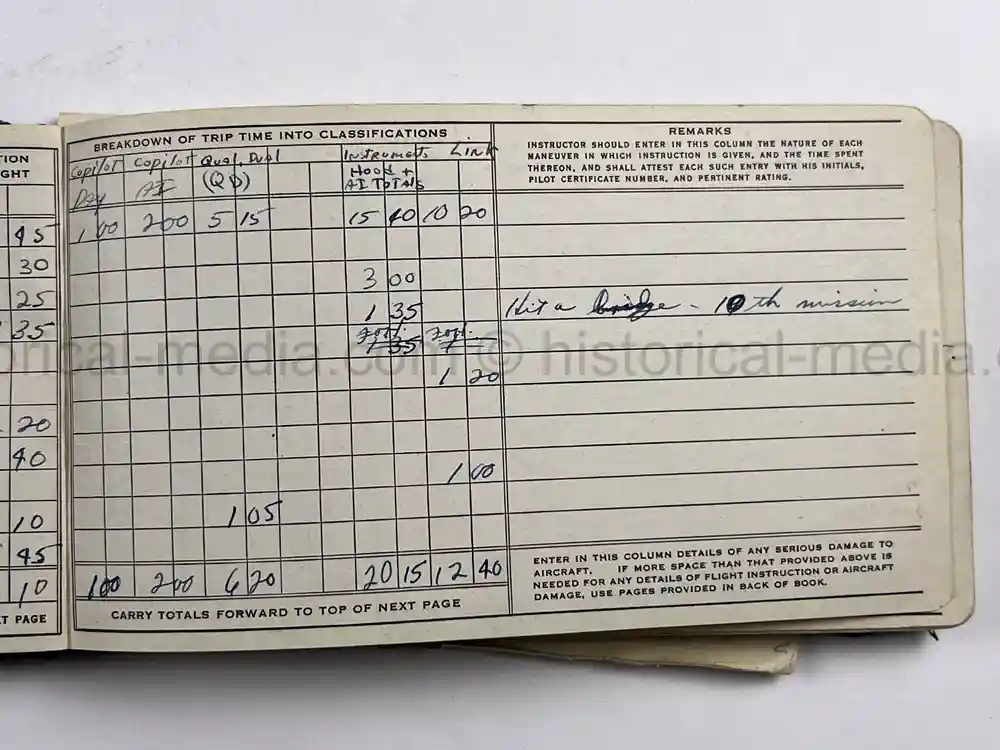 TION
GHT
45
30
25
35
20
40
10
45
10
T PAGE
BREAKDOWN OF TRIP TIME INTO CLASSIFICATIONS
Copilot Copilot Qual, Dual Instruments Link
Day AI (QD) Hood +
AI TOTALS
1 00 2 00 5 15 15 40 10 20
3 00
1 35
1 35
1 20
1 00
1 05
1 00 2 00 6 20 20 15 12 40
CARRY TOTALS FORWARD TO TOP OF NEXT PAGE
REMARKS
INSTRUCTOR SHOULD ENTER IN THIS COLUMN THE NATURE OF EACH
MANEUVER IN WHICH INSTRUCTION IS GIVEN, AND THE TIME SPENT
THEREON, AND SHALL ATTEST EACH SUCH ENTRY WITH HIS INITIALS,
PILOT CERTIFICATE NUMBER, AND PERTINENT RATING.
Hit a bridge - 10th mission
ENTER IN THIS COLUMN DETAILS OF ANY SERIOUS DAMAGE TO
AIRCRAFT. IF MORE SPACE THAN THAT PROVIDED ABOVE IS
NEEDED FOR ANY DETAILS OF FLIGHT INSTRUCTION OR AIRCRAFT
DAMAGE, USE PAGES PROVIDED IN BACK OF BOOK.
orical-media.com © historical-media.c